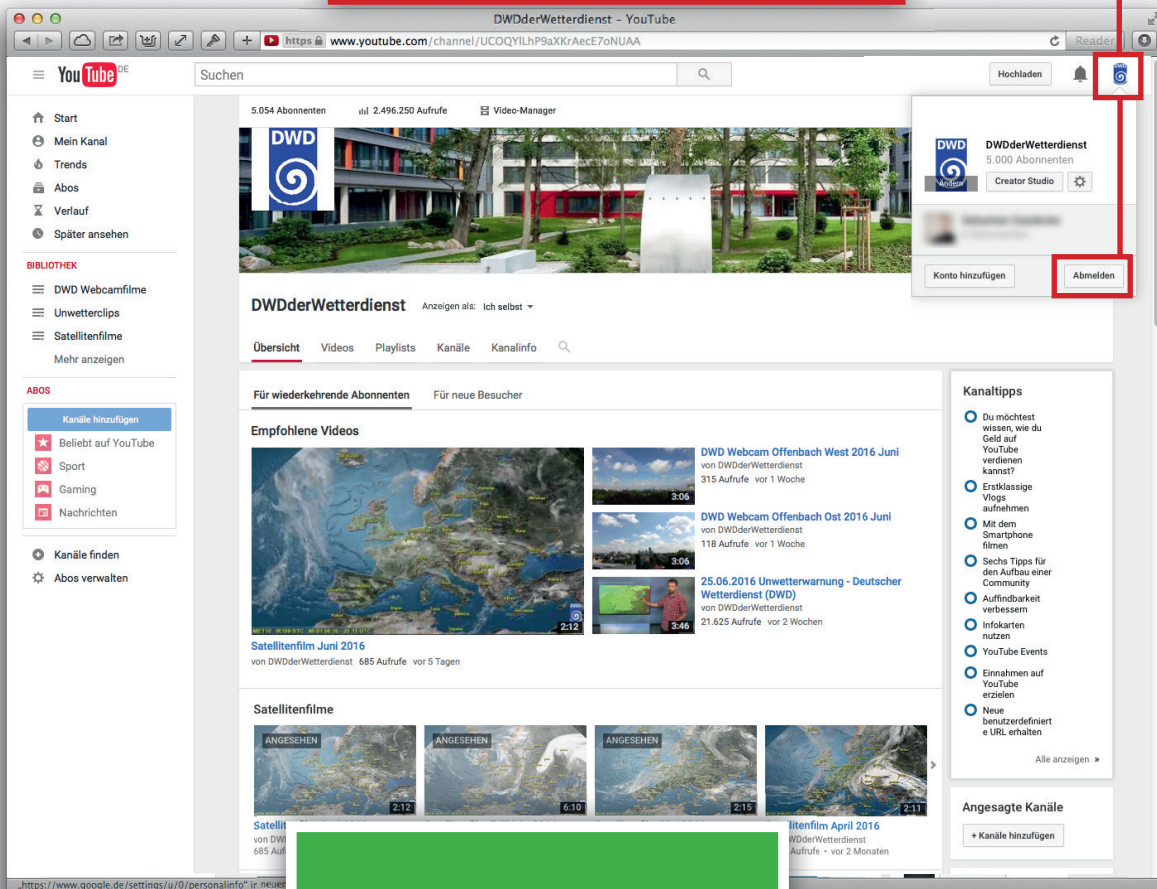 DWDderWetterdienst – YouTube
https www.youtube.com/channel/UCOQYlLhP9aXKrAecE7oNUAA
Reader
YouTube DE
Suchen
Hochladen
Start
Mein Kanal
Trends
Abos
Verlauf
Später ansehen
BIBLIOTHEK
DWD Webcamfilme
Unwetterclips
Satellitenfilme
Mehr anzeigen
ABOS
Kanäle hinzufügen
Beliebt auf YouTube
Sport
Gaming
Nachrichten
Kanäle finden
Abos verwalten
5.054 Abonnenten
2.496.250 Aufrufe
Video-Manager
DWD
DWD
Ändern
DWDderWetterdienst
5.000 Abonnenten
Creator Studio
Konto hinzufügen
Abmelden
DWDderWetterdienst
Anzeigen als: Ich selbst
Übersicht
Videos
Playlists
Kanäle
Kanalinfo
Für wiederkehrende Abonnenten
Für neue Besucher
Empfohlene Videos
2:12
Satellitenfilm Juni 2016
von DWDderWetterdienst 685 Aufrufe vor 5 Tagen
3:06
DWD Webcam Offenbach West 2016 Juni
von DWDderWetterdienst
315 Aufrufe vor 1 Woche
3:06
DWD Webcam Offenbach Ost 2016 Juni
von DWDderWetterdienst
118 Aufrufe vor 1 Woche
3:46
25.06.2016 Unwetterwarnung - Deutscher
Wetterdienst (DWD)
von DWDderWetterdienst
21.625 Aufrufe vor 2 Wochen
Satellitenfilme
ANGESEHEN
2:12
ANGESEHEN
6:10
ANGESEHEN
2:15
2:11
Satellit
von DWD
685 Auf
litenfilm April 2016
WDderWetterdienst
Aufrufe • vor 2 Monaten
Kanaltipps
Du möchtest
wissen, wie du
Geld auf
YouTube
verdienen
kannst?
Erstklassige
Vlogs
aufnehmen
Mit dem
Smartphone
filmen
Sechs Tipps für
den Aufbau einer
Community
Auffindbarkeit
verbessern
Infokarten
nutzen
YouTube Events
Einnahmen auf
YouTube
erzielen
Neue
benutzerdefiniert
e URL erhalten
Alle anzeigen »
Angesagte Kanäle
+ Kanäle hinzufügen
„https://www.google.de/settings/u/0/personalinfo" in neuen